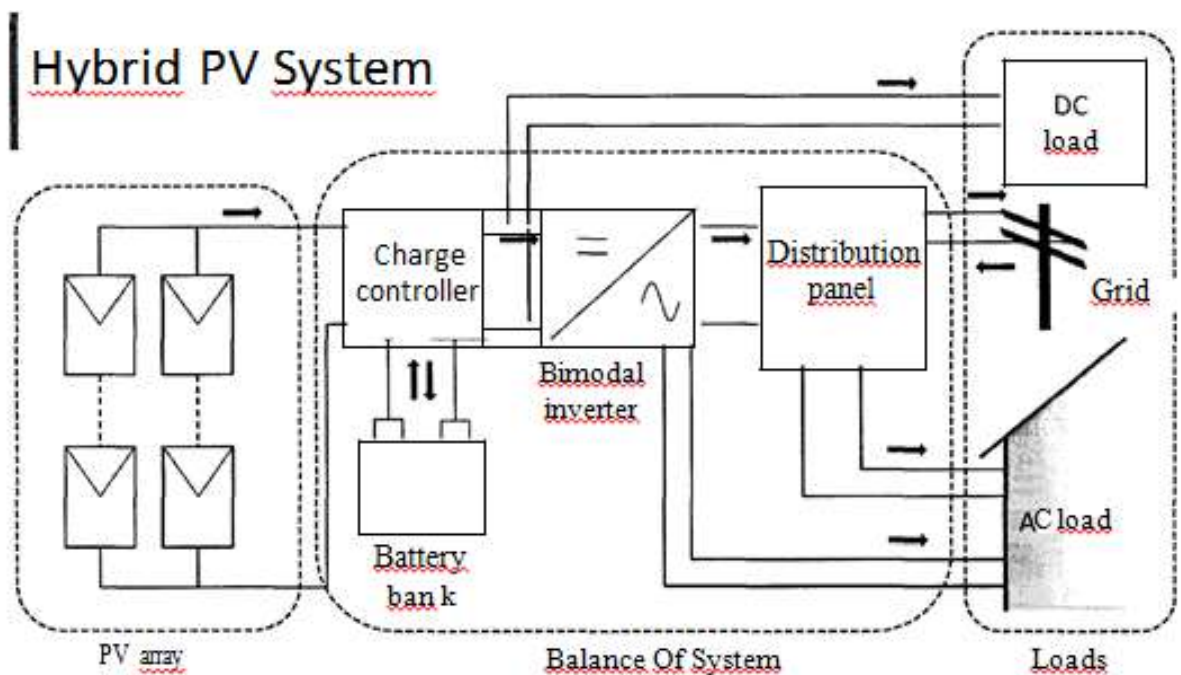 Hybrid PV System
DC
load
Charge
controller
Distribution
panel
Grid
Bimodal
inverter
AC load
Battery
ban k
PV array
Balance Of System
Loads